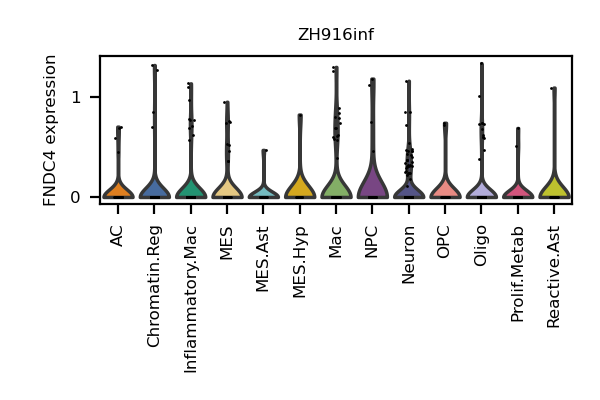 ZH916inf
FNDC4 expression
1
0
AC
Chromatin.Reg
Inflammatory.Mac
MES
MES.Ast
MES.Hyp
Mac
NPC
Neuron
OPC
Oligo
Prolif.Metab
Reactive.Ast